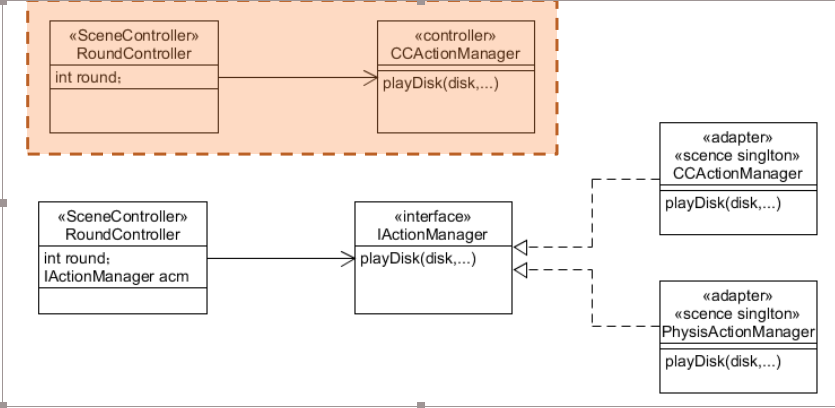 «SceneController»
RoundController
int round；
«controller»
CCActionManager
playDisk(disk,...)
«adapter»
«scence singlton»
CCActionManager
playDisk(disk,...)
«SceneController»
RoundController
int round；
IActionManager acm
«interface»
IActionManager
playDisk(disk,...)
«adapter»
«scence singlton»
PhysisActionManager
playDisk(disk,...)